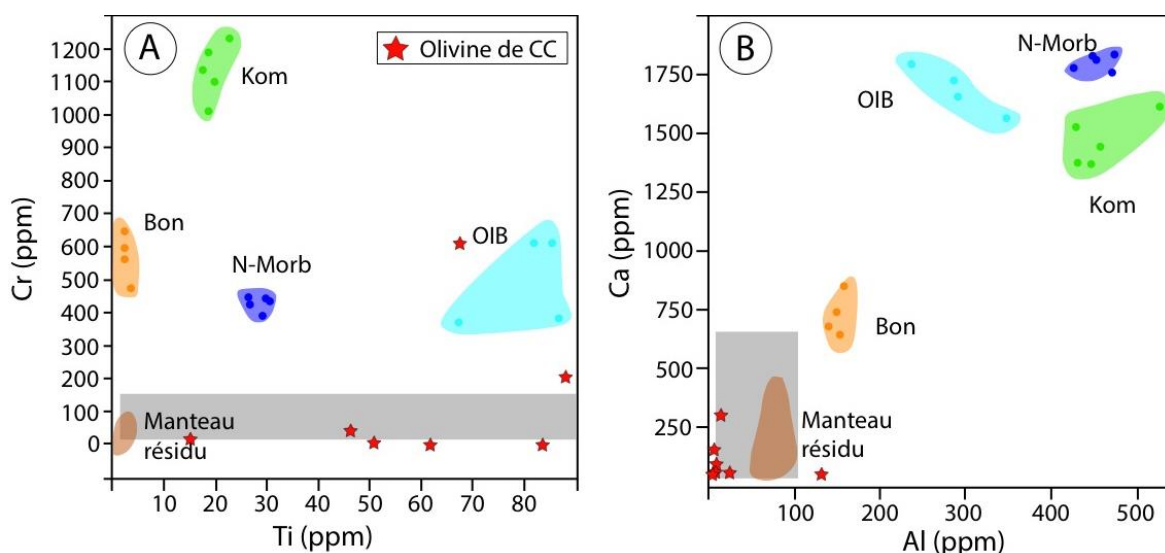 A
Olivine de CC
Kom
Bon
N-Morb
OIB
Manteau
résidu
Cr (ppm)
1200
1100
1000
900
800
700
600
500
400
300
200
100
0
10 20 30 40 50 60 70 80
Ti (ppm)
B
N-Morb
OIB
Kom
Bon
Manteau
résidu
Ca (ppm)
1750
1500
1250
1000
750
500
250
100 200 300 400 500
Al (ppm)